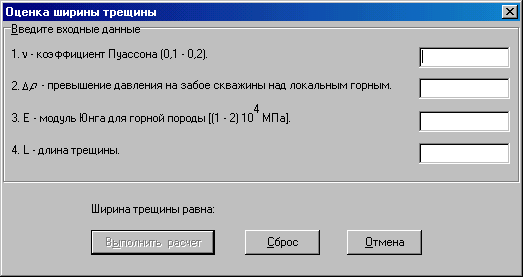 Оценка ширины трещины
Введите входные данные
1. ν - коэффициент Пуассона (0,1 - 0,2).
2. Δp - превышение давления на забое скважины над локальным горным.
3. E - модуль Юнга для горной породы [(1 - 2) 10^4 МПа].
4. L - длина трещины.
Ширина трещины равна:
Выполнить расчет Сброс Отмена